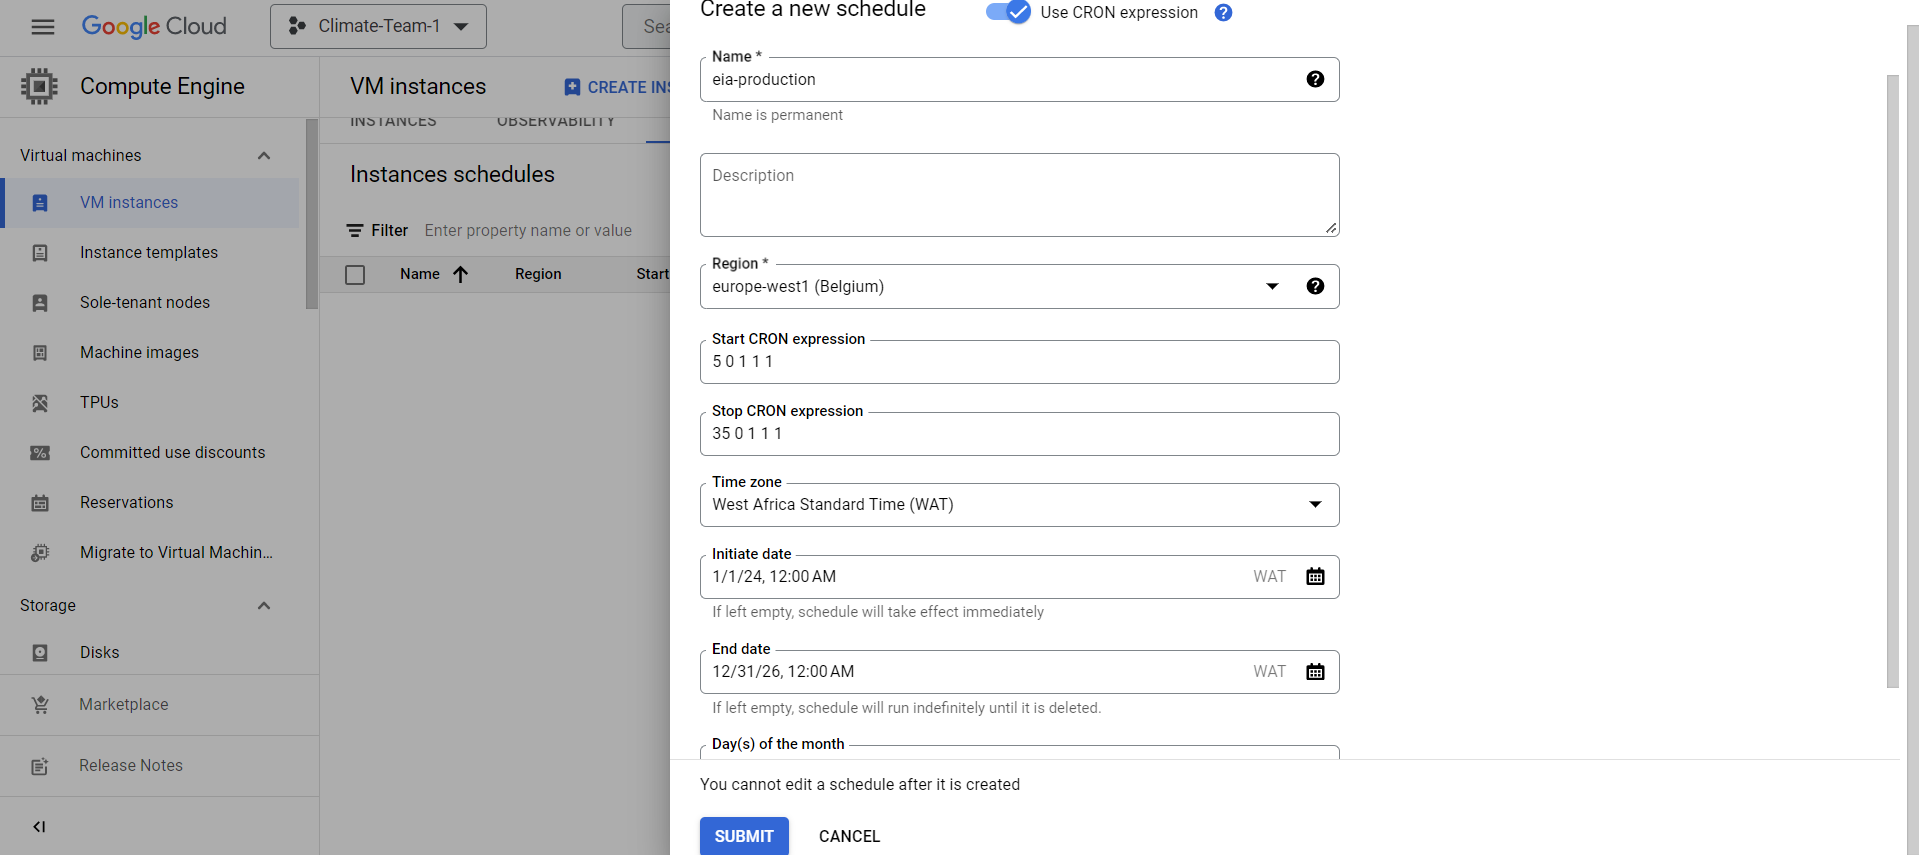 Google Cloud
Climate-Team-1
Sea
Compute Engine
Virtual machines
VM instances
Instance templates
Sole-tenant nodes
Machine images
TPUs
Committed use discounts
Reservations
Migrate to Virtual Machin...
Storage
Disks
Marketplace
Release Notes
VM instances
CREATE INS
INSTANCES
OBSERVABILITY
Instances schedules
Filter
Enter property name or value
Name
Region
Start
Create a new schedule
Use CRON expression
Name *
eia-production
Name is permanent
Description
Region *
europe-west1 (Belgium)
Start CRON expression
5 0 1 1 1
Stop CRON expression
35 0 1 1 1
Time zone
West Africa Standard Time (WAT)
Initiate date
1/1/24, 12:00 AM
WAT
If left empty, schedule will take effect immediately
End date
12/31/26, 12:00 AM
WAT
If left empty, schedule will run indefinitely until it is deleted.
Day(s) of the month
You cannot edit a schedule after it is created
SUBMIT
CANCEL